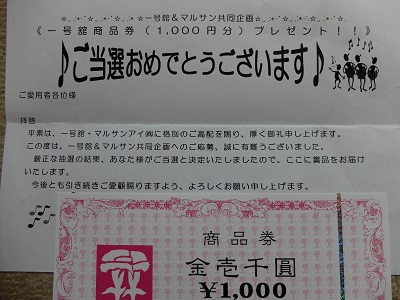 ☆一号館＆マルサン共同企画☆
《一号館商品券（1,000円分）プレゼント！！》
♪ご当選おめでとうございます♪
ご愛用者各位様
拝啓
平素は、一号館・マルサンアイ㈱に格別のご高配を賜り、厚く御礼申し上げます。
この度は、一号館＆マルサン共同企画へのご応募、誠に有難うございました。
厳正な抽選の結果、あなた様がご当選と決定いたしましたので、ここに賞品をお届け
いたします。
今後とも引き続きご愛顧賜りますよう、よろしくお願い申し上げます。
商品券
金壱千圓
¥1,000